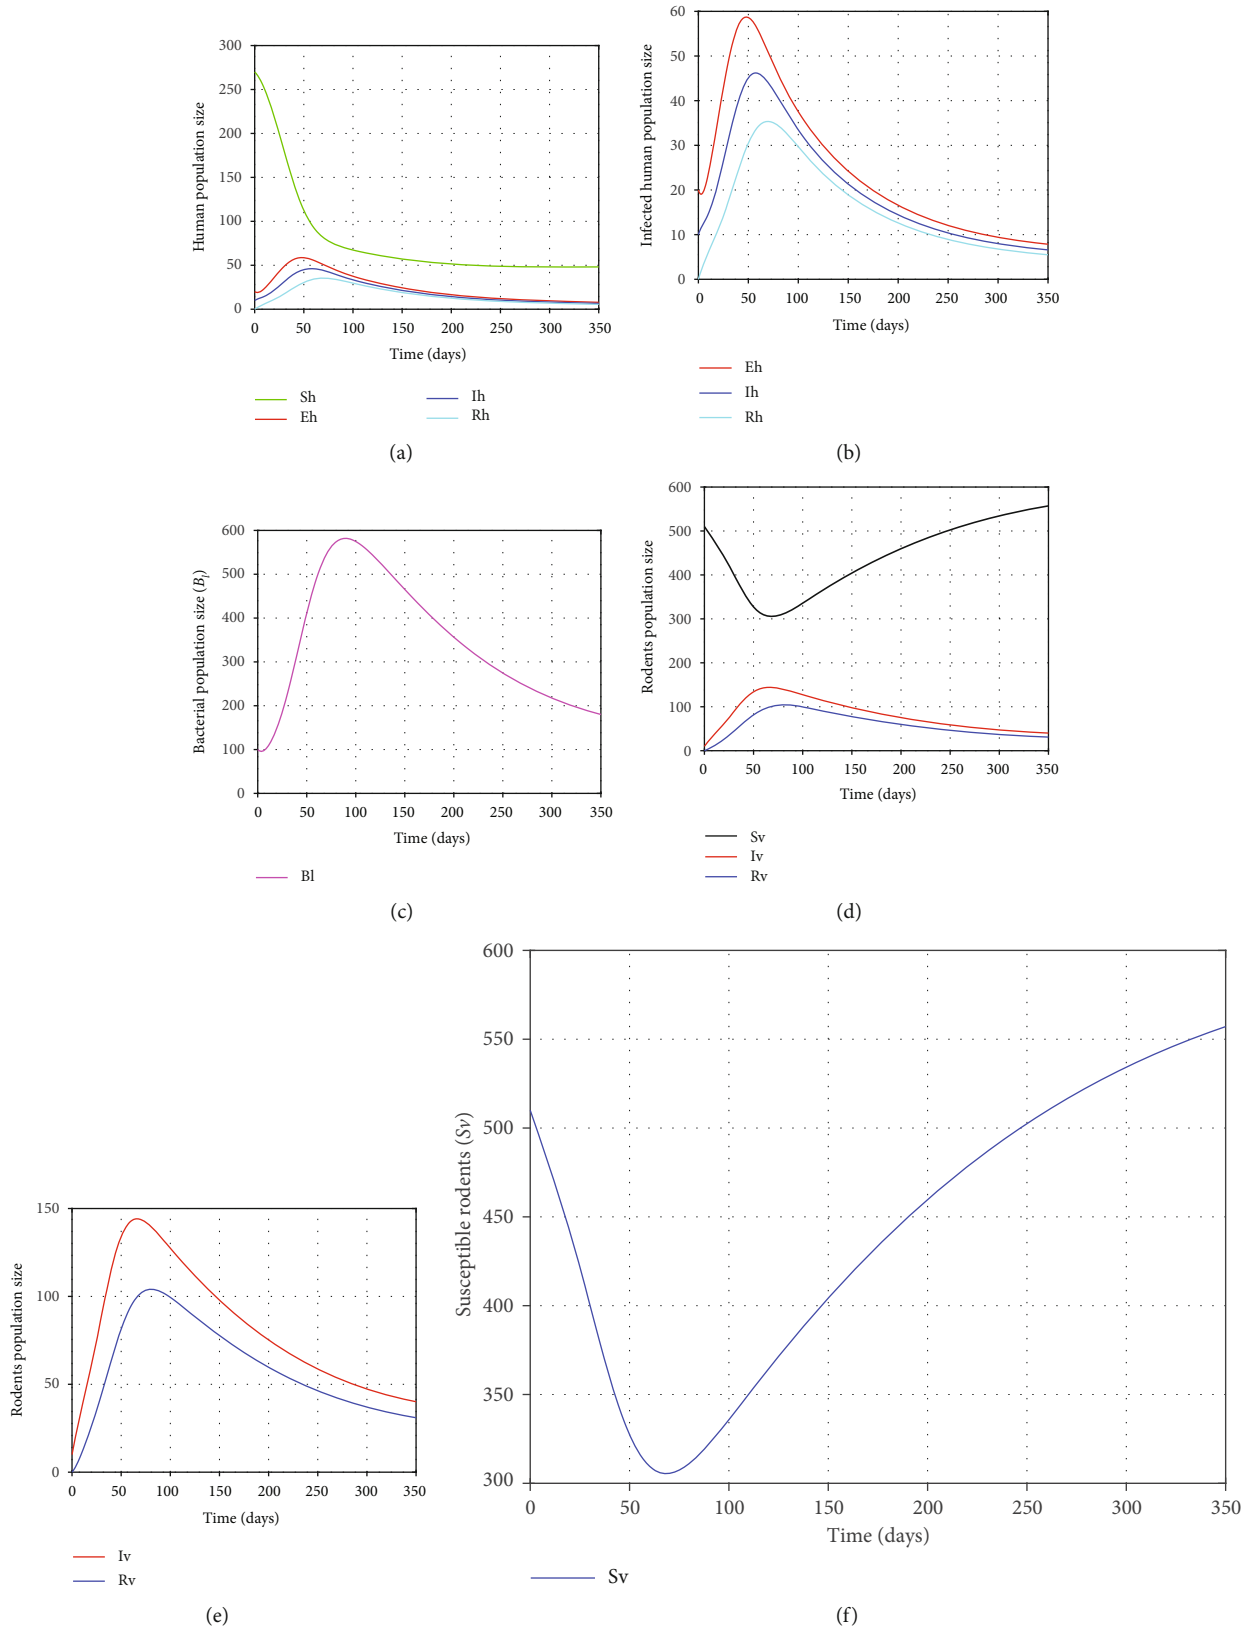 300
250
200
150
100
50
0
Human population size
0 50 100 150 200 250 300 350
Time (days)
Sh
Eh
Ih
Rh
(a)
60
50
40
30
20
10
0
Infected human population size
0 50 100 150 200 250 300 350
Time (days)
Eh
Ih
Rh
(b)
600
500
400
300
200
100
0
Bacterial population size (B_l)
0 50 100 150 200 250 300 350
Time (days)
Bl
(c)
600
500
400
300
200
100
0
Rodents population size
0 50 100 150 200 250 300 350
Time (days)
Sv
Iv
Rv
(d)
150
100
50
0
Rodents population size
0 50 100 150 200 250 300 350
Time (days)
Iv
Rv
(e)
600
550
500
450
400
350
300
Susceptible rodents (Sv)
0 50 100 150 200 250 300 350
Time (days)
Sv
(f)